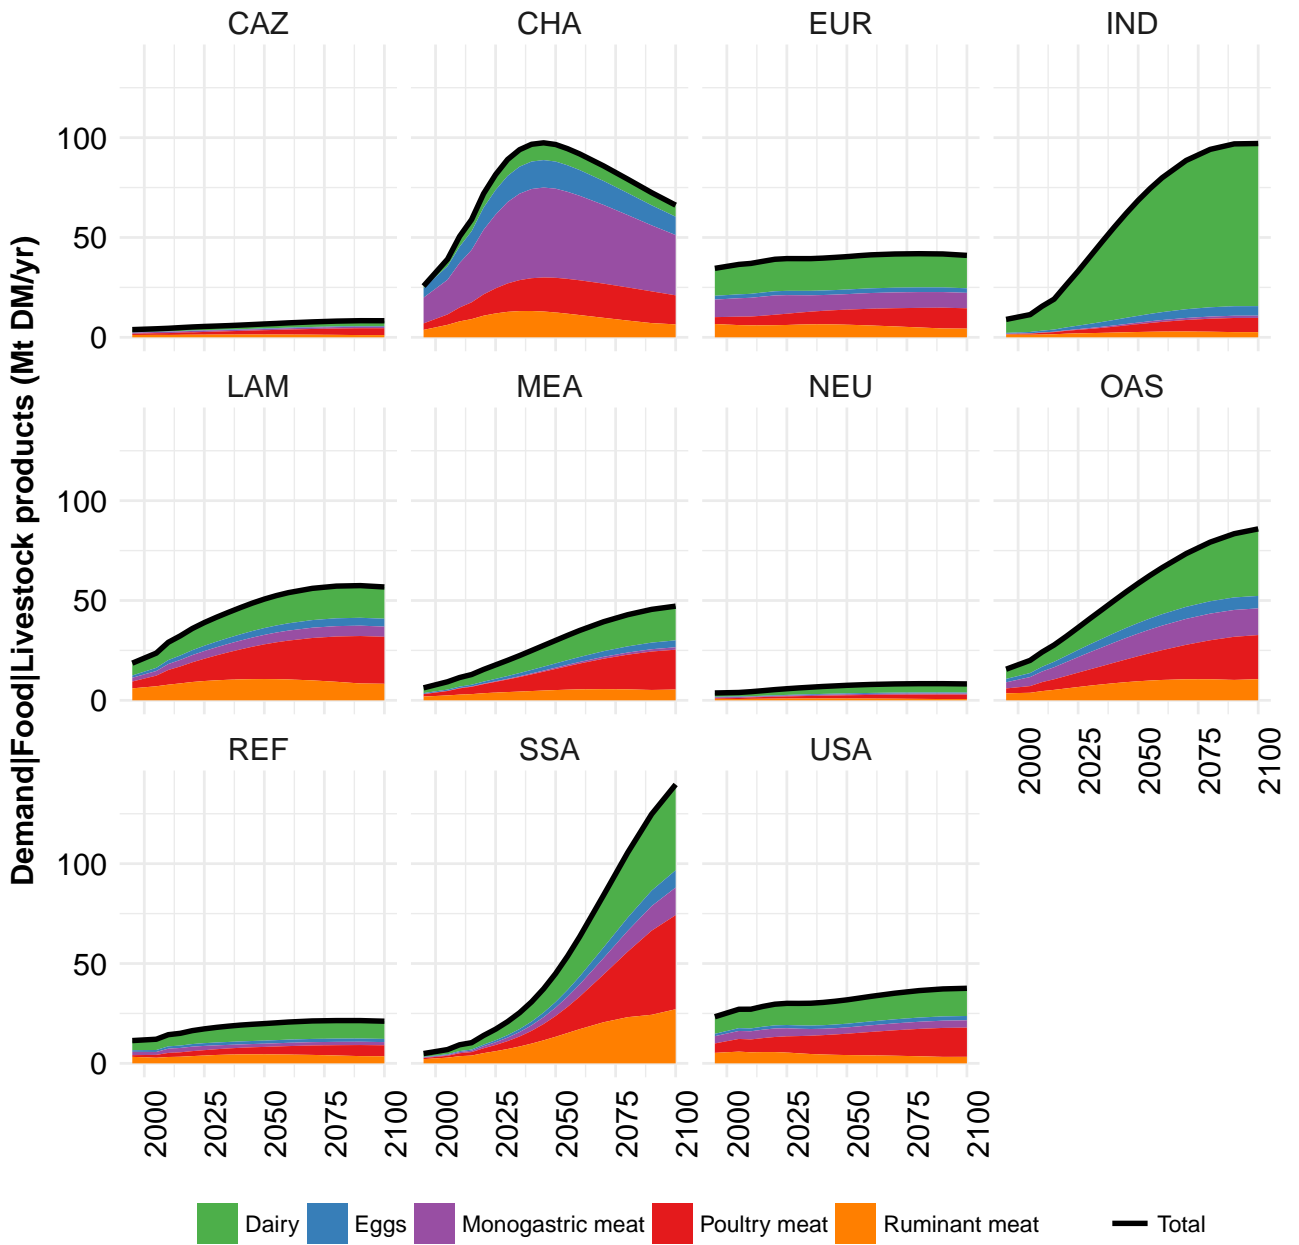 CAZ CHA EUR IND
100
50
0
LAM MEA NEU OAS
100
50
0
2000 2025 2050 2075 2100
REF SSA USA
100
50
0
2000 2025 2050 2075 2100 2000 2025 2050 2075 2100 2000 2025 2050 2075 2100
Demand|Food|Livestock products (Mt DM/yr)
Dairy Eggs Monogastric meat Poultry meat Ruminant meat Total